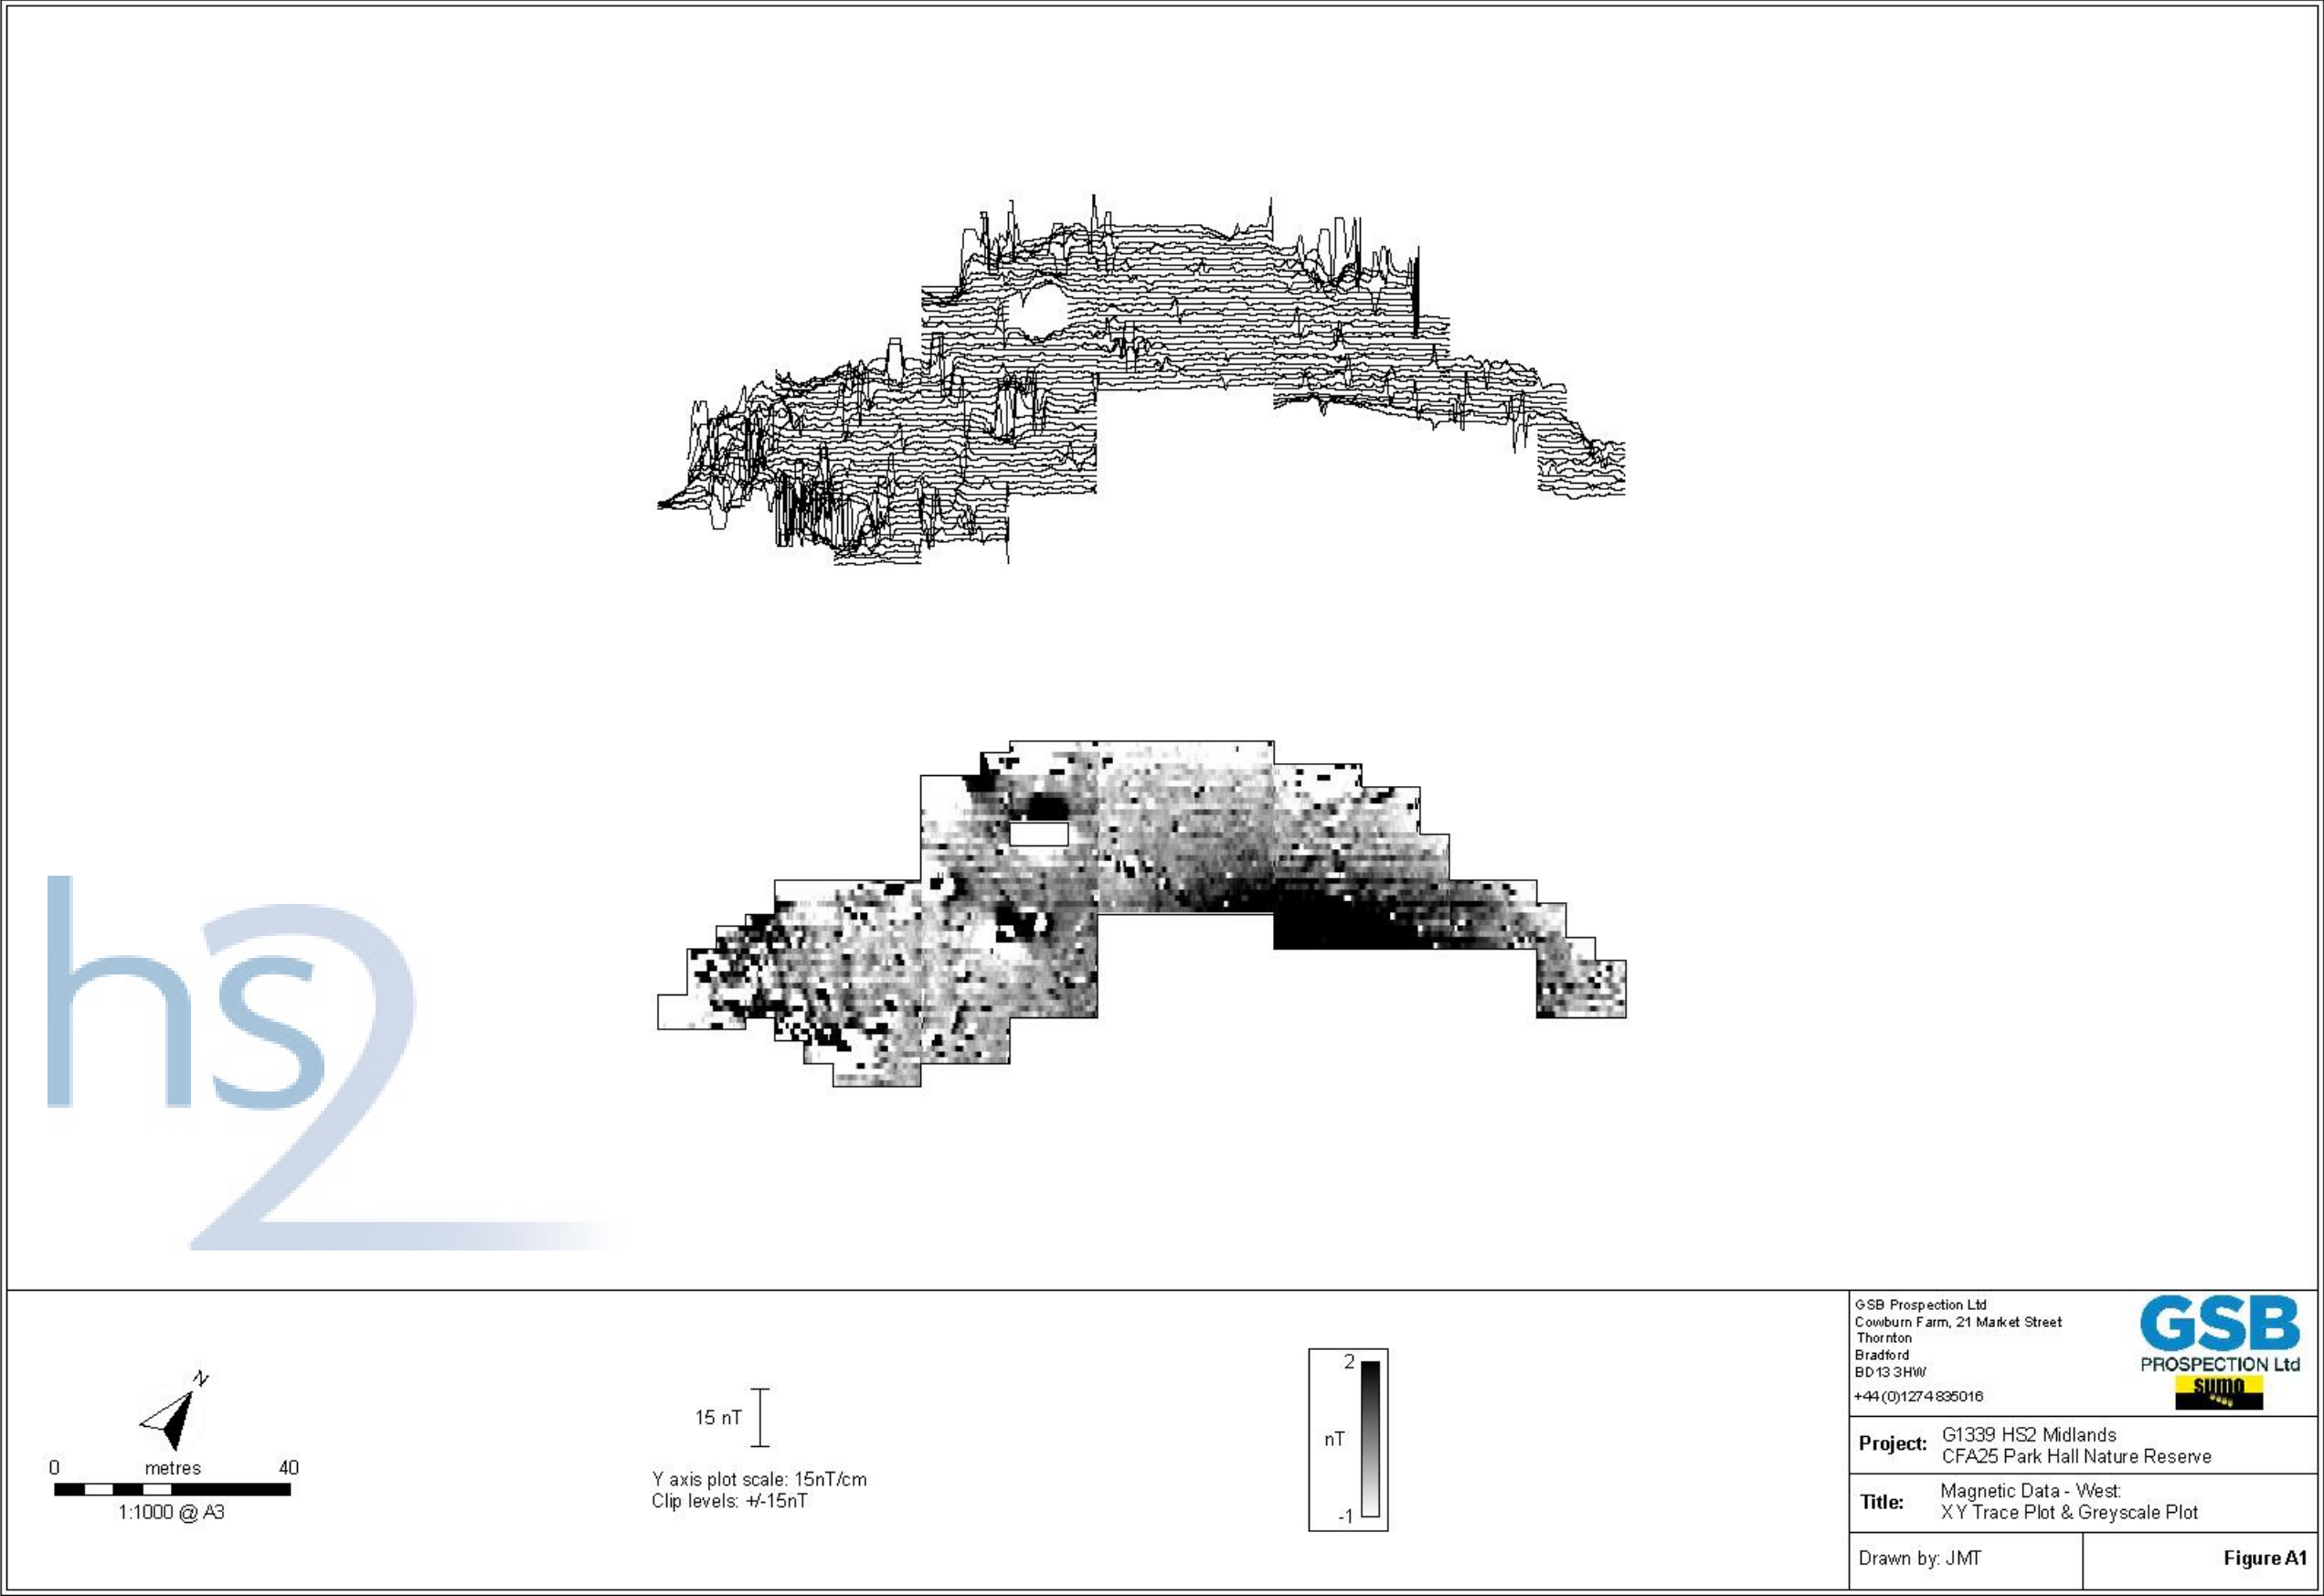 hs2
N
0 metres 40
1:1000 @ A3
15 nT
Y axis plot scale: 15nT/cm
Clip levels: +/-15nT
2
nT
-1
GSB Prospection Ltd
Cowburn Farm, 21 Market Street
Thornton
Bradford
BD13 3HW
+44 (0)1274 835016
GSB
PROSPECTION Ltd
sumo
Project: G1339 HS2 Midlands
CFA25 Park Hall Nature Reserve
Title: Magnetic Data - West:
XY Trace Plot & Greyscale Plot
Drawn by: JMT
Figure A1